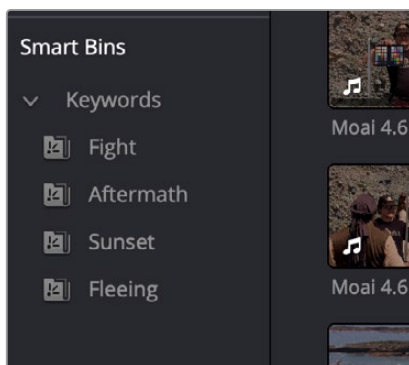 Smart Bins
Keywords
Fight
Aftermath
Sunset
Fleeing
Moai 4.6
Moai 4.6